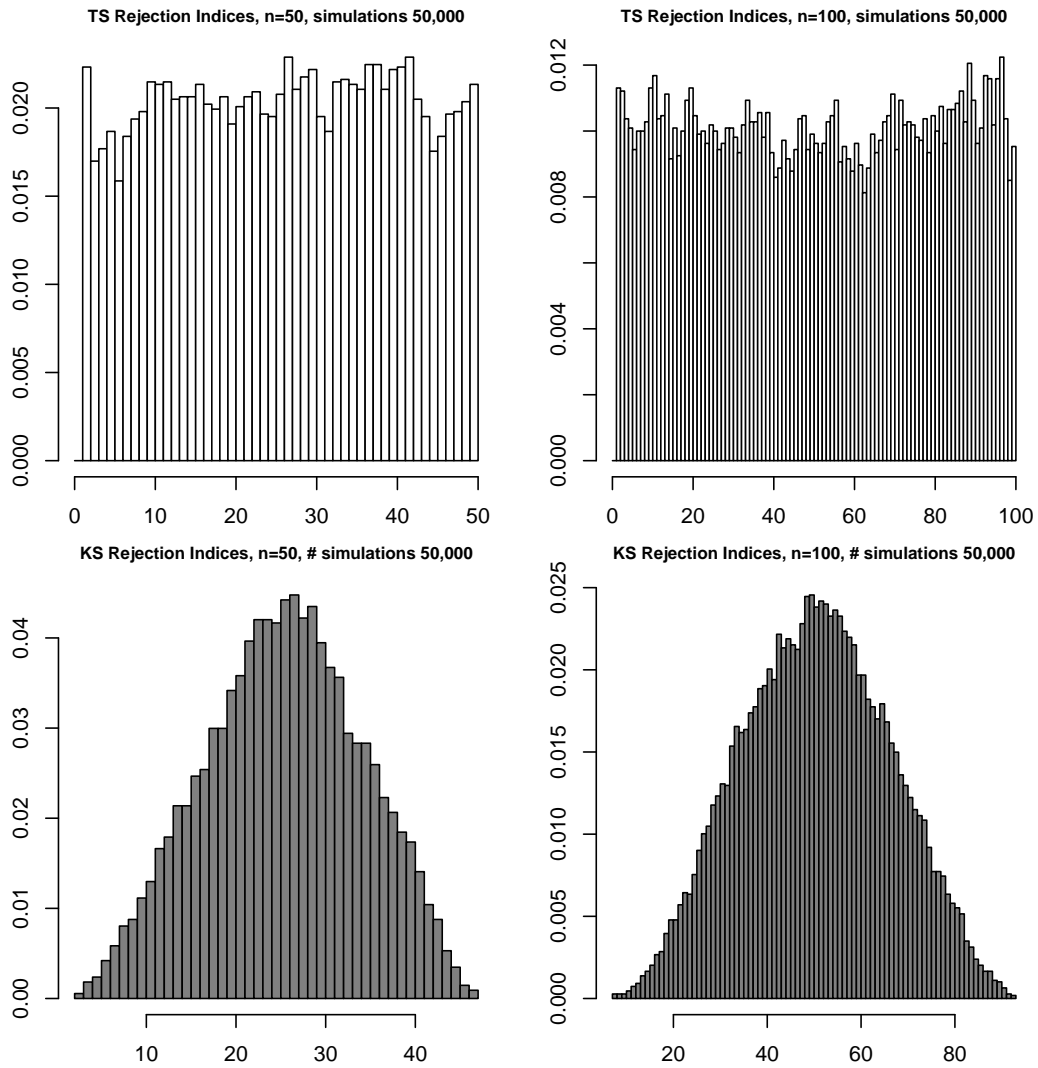 TS Rejection Indices, n=50, simulations 50,000
0.000 0.005 0.010 0.015 0.020
0 10 20 30 40 50
TS Rejection Indices, n=100, simulations 50,000
0.000 0.004 0.008 0.012
0 20 40 60 80 100
KS Rejection Indices, n=50, # simulations 50,000
0.00 0.01 0.02 0.03 0.04
10 20 30 40
KS Rejection Indices, n=100, # simulations 50,000
0.000 0.005 0.010 0.015 0.020 0.025
20 40 60 80